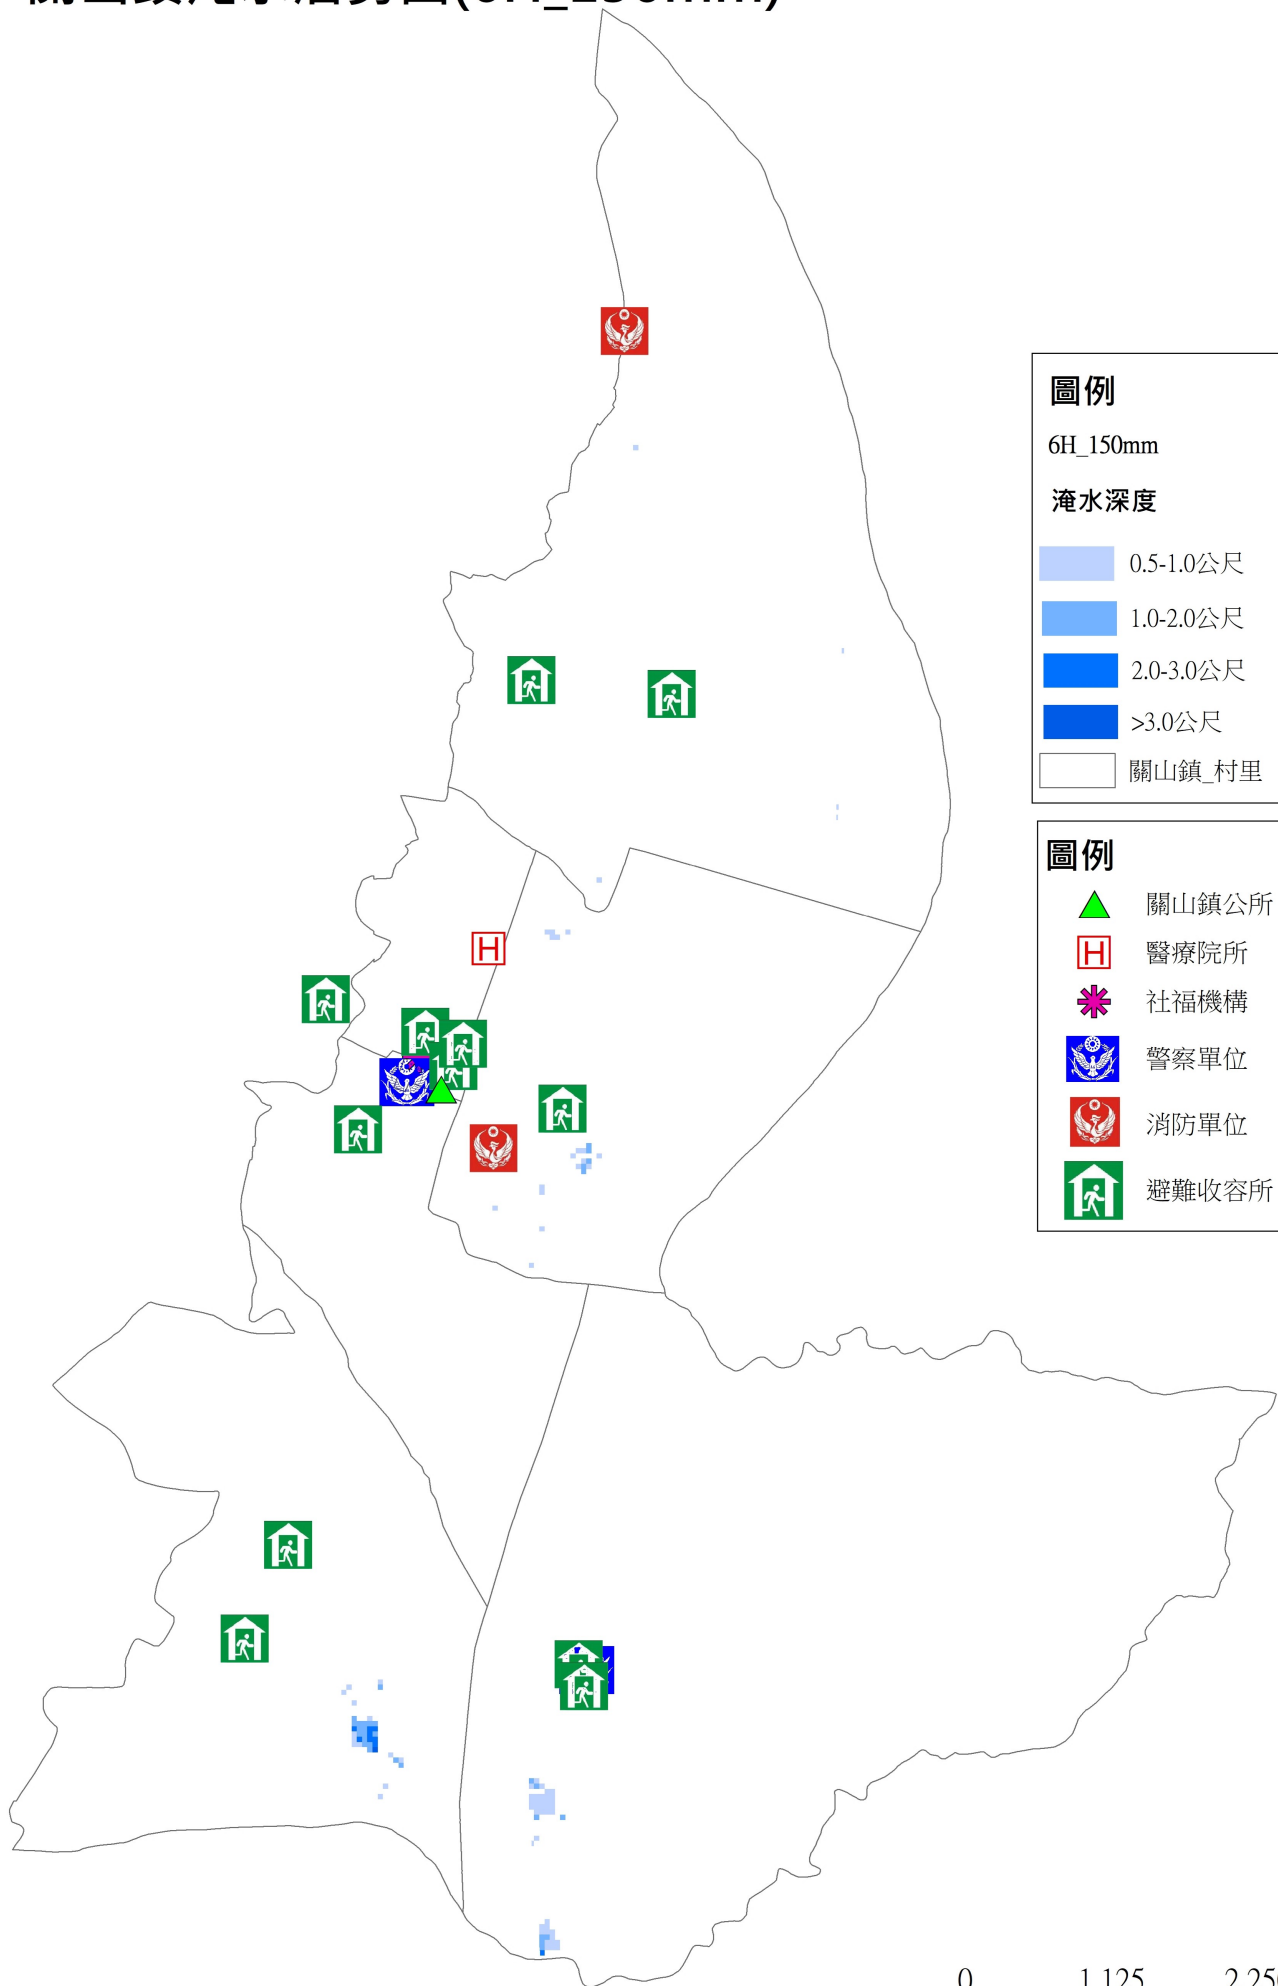 圖例
6H_150mm
淹水深度
0.5-1.0公尺
1.0-2.0公尺
2.0-3.0公尺
>3.0公尺
關山鎮_村里
圖例
關山鎮公所
H 醫療院所
社福機構
警察單位
消防單位
避難收容所
H
0 1,125